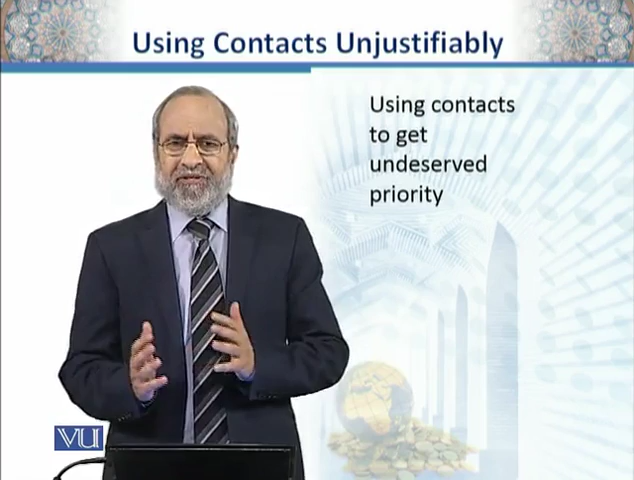 Using Contacts Unjustifiably
Using contacts
to get
undeserved
priority
VU